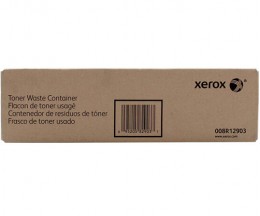 Toner Waste Container
Flacon de toner usagé
Contenedor de residuos de tóner
Frasco de toner usado
xerox
008R12903